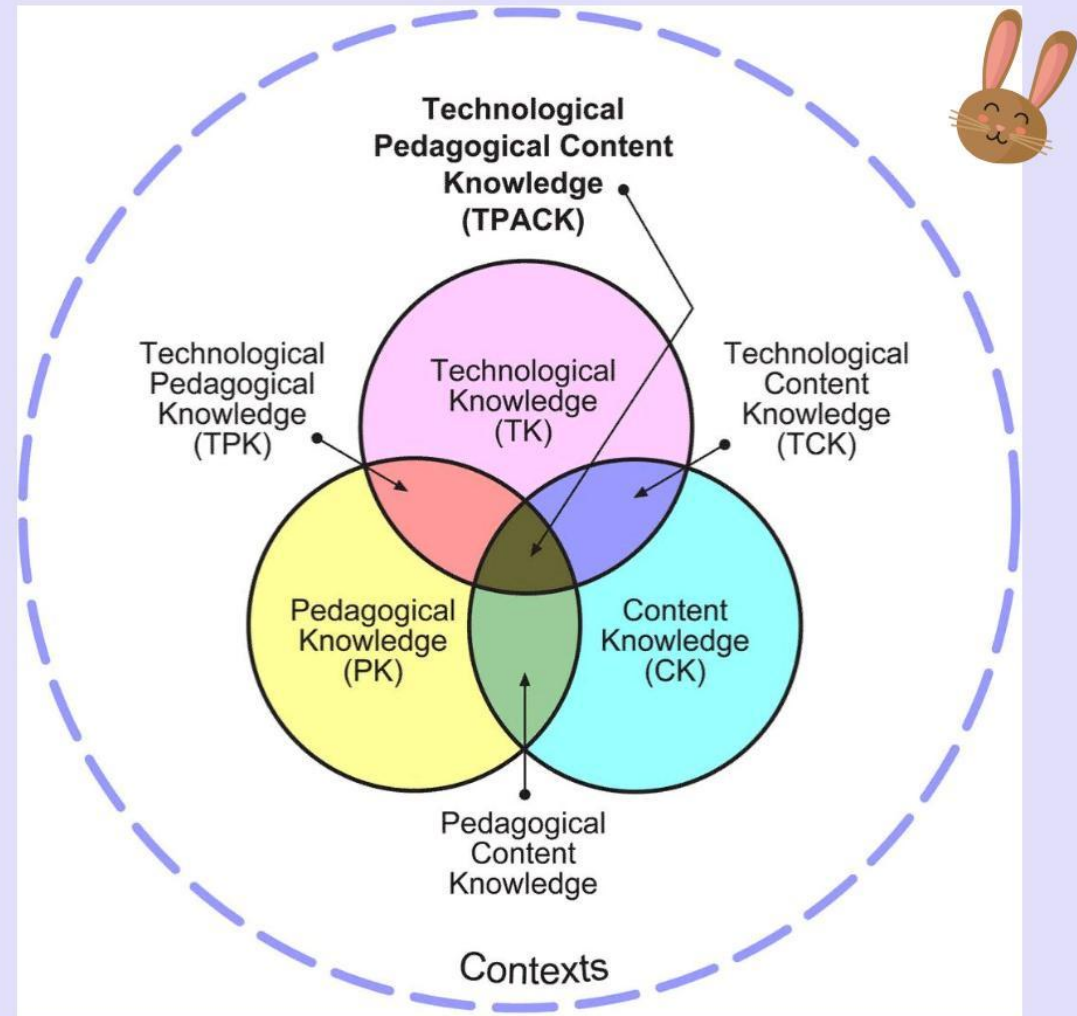 Technological
Pedagogical Content
Knowledge
(TPACK)
Technological
Pedagogical
Knowledge
(TPK)
Technological
Knowledge
(TK)
Technological
Content
Knowledge
(TCK)
Pedagogical
Knowledge
(PK)
Content
Knowledge
(CK)
Pedagogical
Content
Knowledge
Contexts